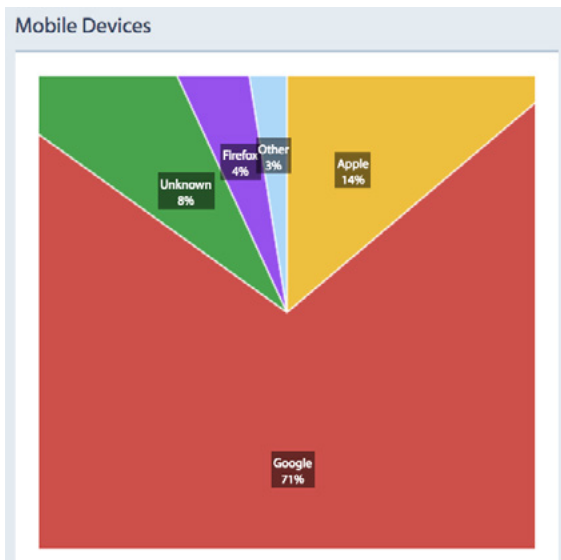 Mobile Devices
Other
3%
Firefox
4%
Apple
14%
Unknown
8%
Google
71%